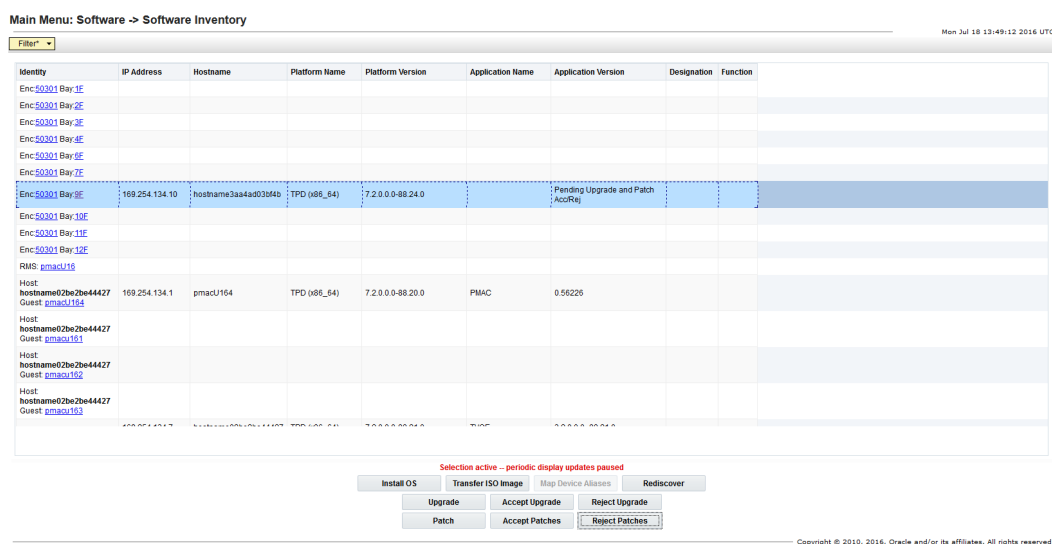 Main Menu: Software -> Software Inventory
Mon Jul 18 13:49:12 2016 UTC
Filter*
Identity IP Address Hostname Platform Name Platform Version Application Name Application Version Designation Function
Enc:50301 Bay:1F
Enc:50301 Bay:2F
Enc:50301 Bay:3F
Enc:50301 Bay:4F
Enc:50301 Bay:6F
Enc:50301 Bay:7F
Enc:50301 Bay:9F 169.254.134.10 hostname3aa4ad03bf4b TPD (x86_64) 7.2.0.0.0-88.24.0 Pending Upgrade and Patch
Acc/Rej
Enc:50301 Bay:10F
Enc:50301 Bay:11F
Enc:50301 Bay:12F
RMS: pmacU16
Host:
hostname02be2be44427 169.254.134.1 pmacU164 TPD (x86_64) 7.2.0.0.0-88.20.0 PMAC 0.56226
Guest: pmacU164
Host:
hostname02be2be44427
Guest: pmacu161
Host:
hostname02be2be44427
Guest: pmacu162
Host:
hostname02be2be44427
Guest: pmacu163
Selection active – periodic display updates paused
Install OS Transfer ISO Image Map Device Aliases Rediscover
Upgrade Accept Upgrade Reject Upgrade
Patch Accept Patches Reject Patches
Copyright © 2010, 2016, Oracle and/or its affiliates. All rights reserved